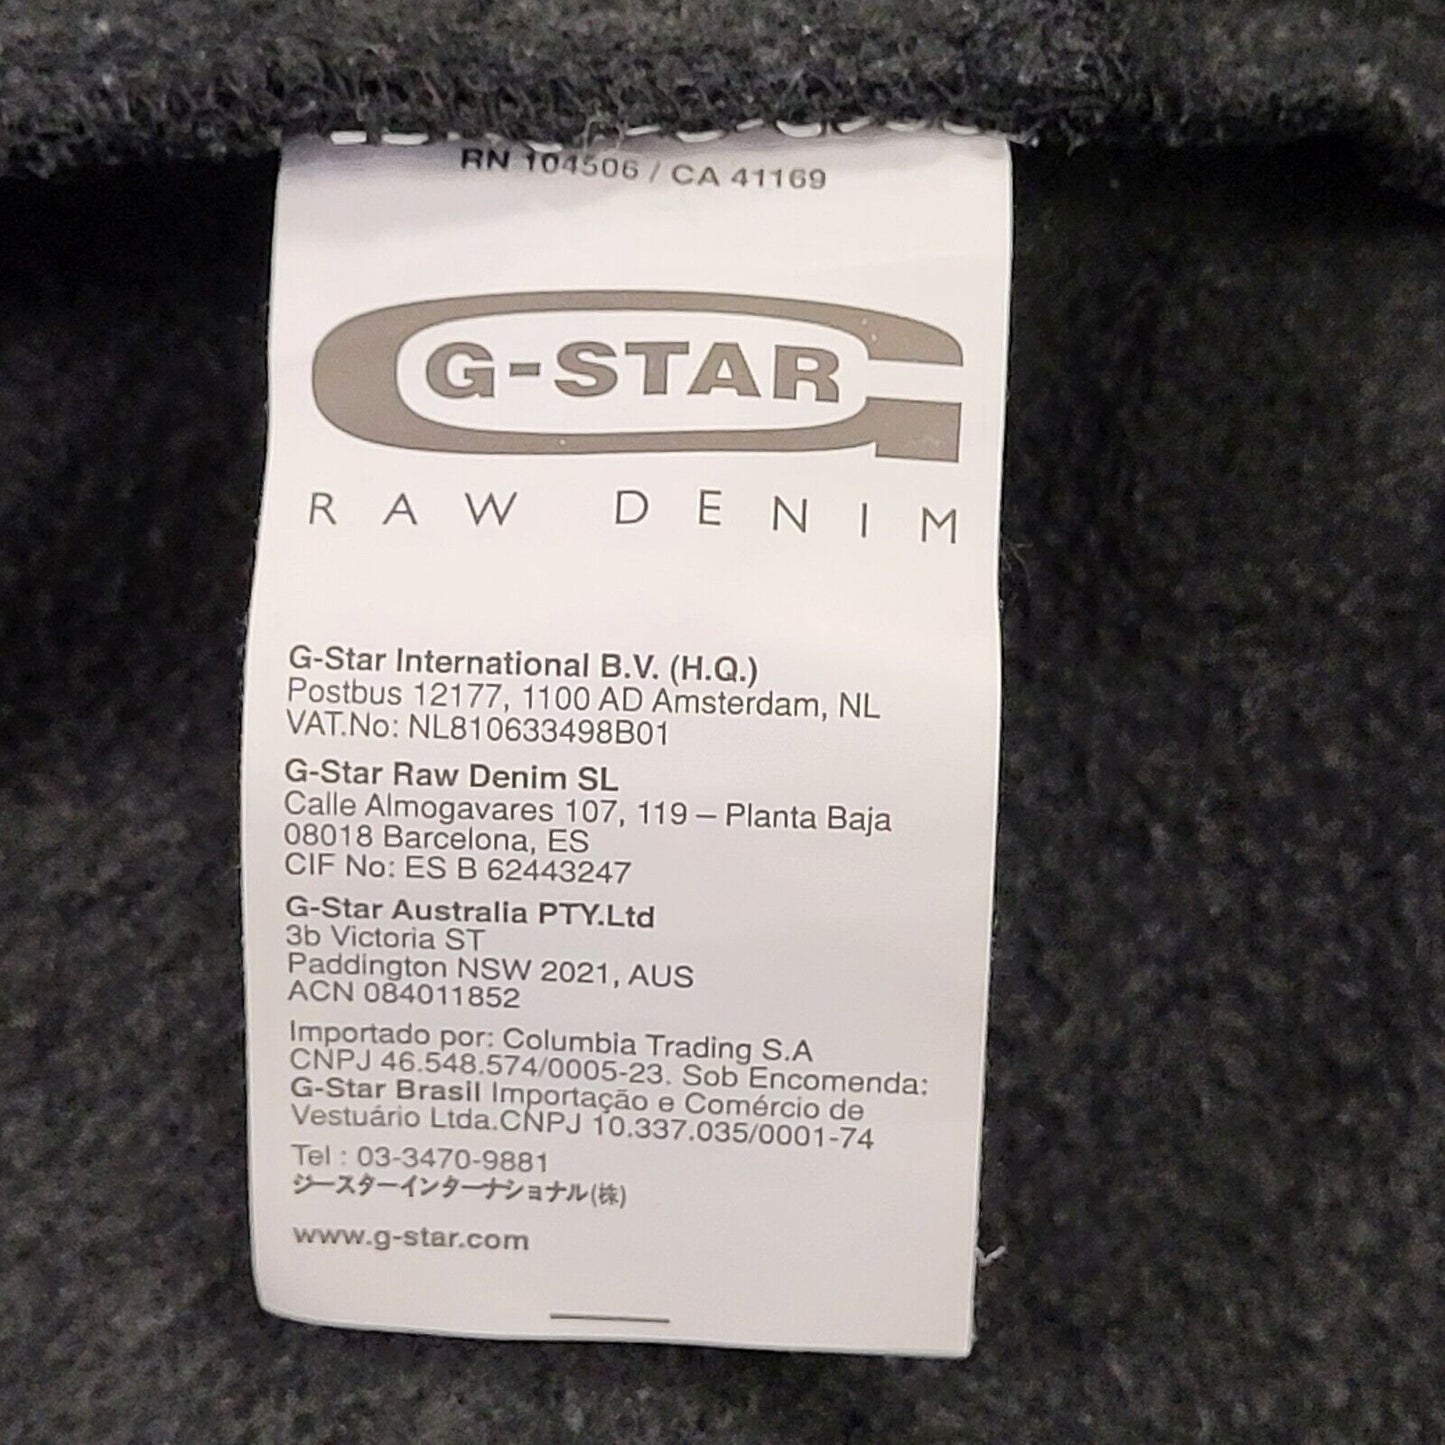 RN 104506 / CA 41169
G-STAR
RAW DENIM
G-Star International B.V. (H.Q.)
Postbus 12177, 1100 AD Amsterdam, NL
VAT.No: NL810633498B01
G-Star Raw Denim SL
Calle Almogavares 107, 119 – Planta Baja
08018 Barcelona, ES
CIF No: ES B 62443247
G-Star Australia PTY.Ltd
3b Victoria ST
Paddington NSW 2021, AUS
ACN 084011852
Importado por: Columbia Trading S.A
CNPJ 46.548.574/0005-23. Sob Encomenda:
G-Star Brasil Importação e Comércio de
Vestuário Ltda.CNPJ 10.337.035/0001-74
Tel : 03-3470-9881
ジースターインターナショナル(株)
www.g-star.com